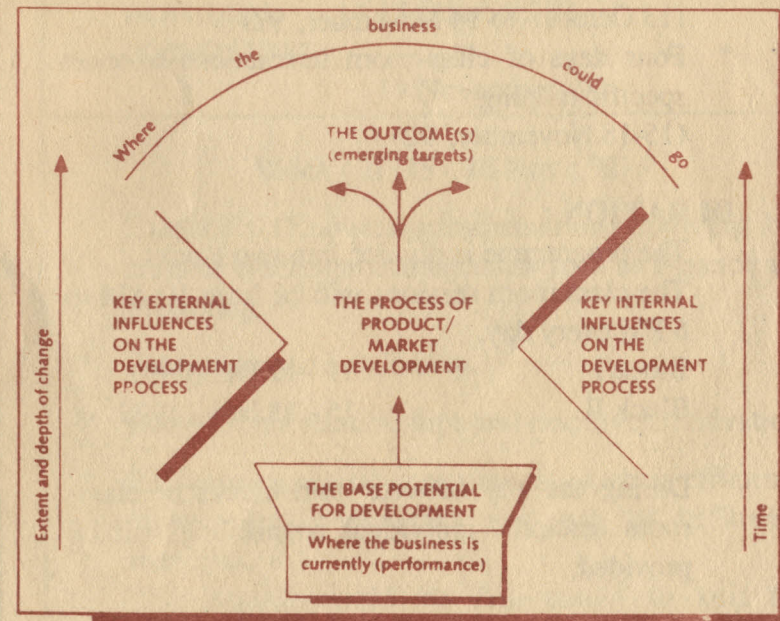 Where the business could go
THE OUTCOME(S)
(emerging targets)
Extent and depth of change
KEY EXTERNAL
INFLUENCES
ON THE
DEVELOPMENT
PROCESS
THE PROCESS OF
PRODUCT/
MARKET
DEVELOPMENT
KEY INTERNAL
INFLUENCES
ON THE
DEVELOPMENT
PROCESS
Time
THE BASE POTENTIAL
FOR DEVELOPMENT
Where the business is
currently (performance)